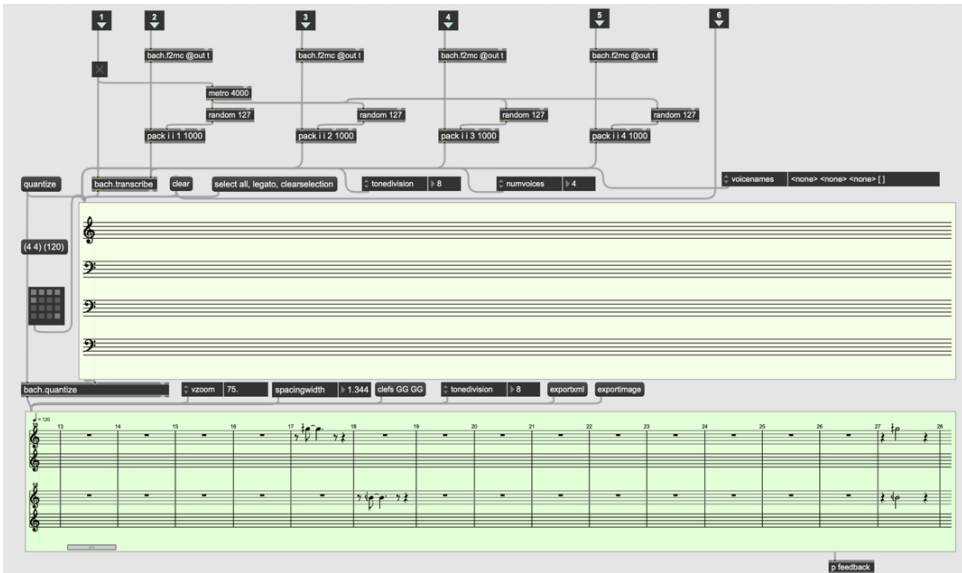 1 2 3 4 5 6
bach.f2mc @out t bach.f2mc @out t bach.f2mc @out t bach.f2mc @out t
metro 4000
random 127 random 127 random 127 random 127
pack i i 1 1000 pack i i 2 1000 pack i i 3 1000 pack i i 4 1000
quantize bach.transcribe clear select all, legato, clearselection tonedivision 8 numvoices 4 voicenames <none> <none> <none> [ ]
(4 4) (120)
bach.quantize vzoom 75. spacingwidth 1.344 clefs GG GG tonedivision 8 exportxml exportimage
= 120
13 14 15 16 17 18 19 20 21 22 23 24 25 26 27 28
p feedback